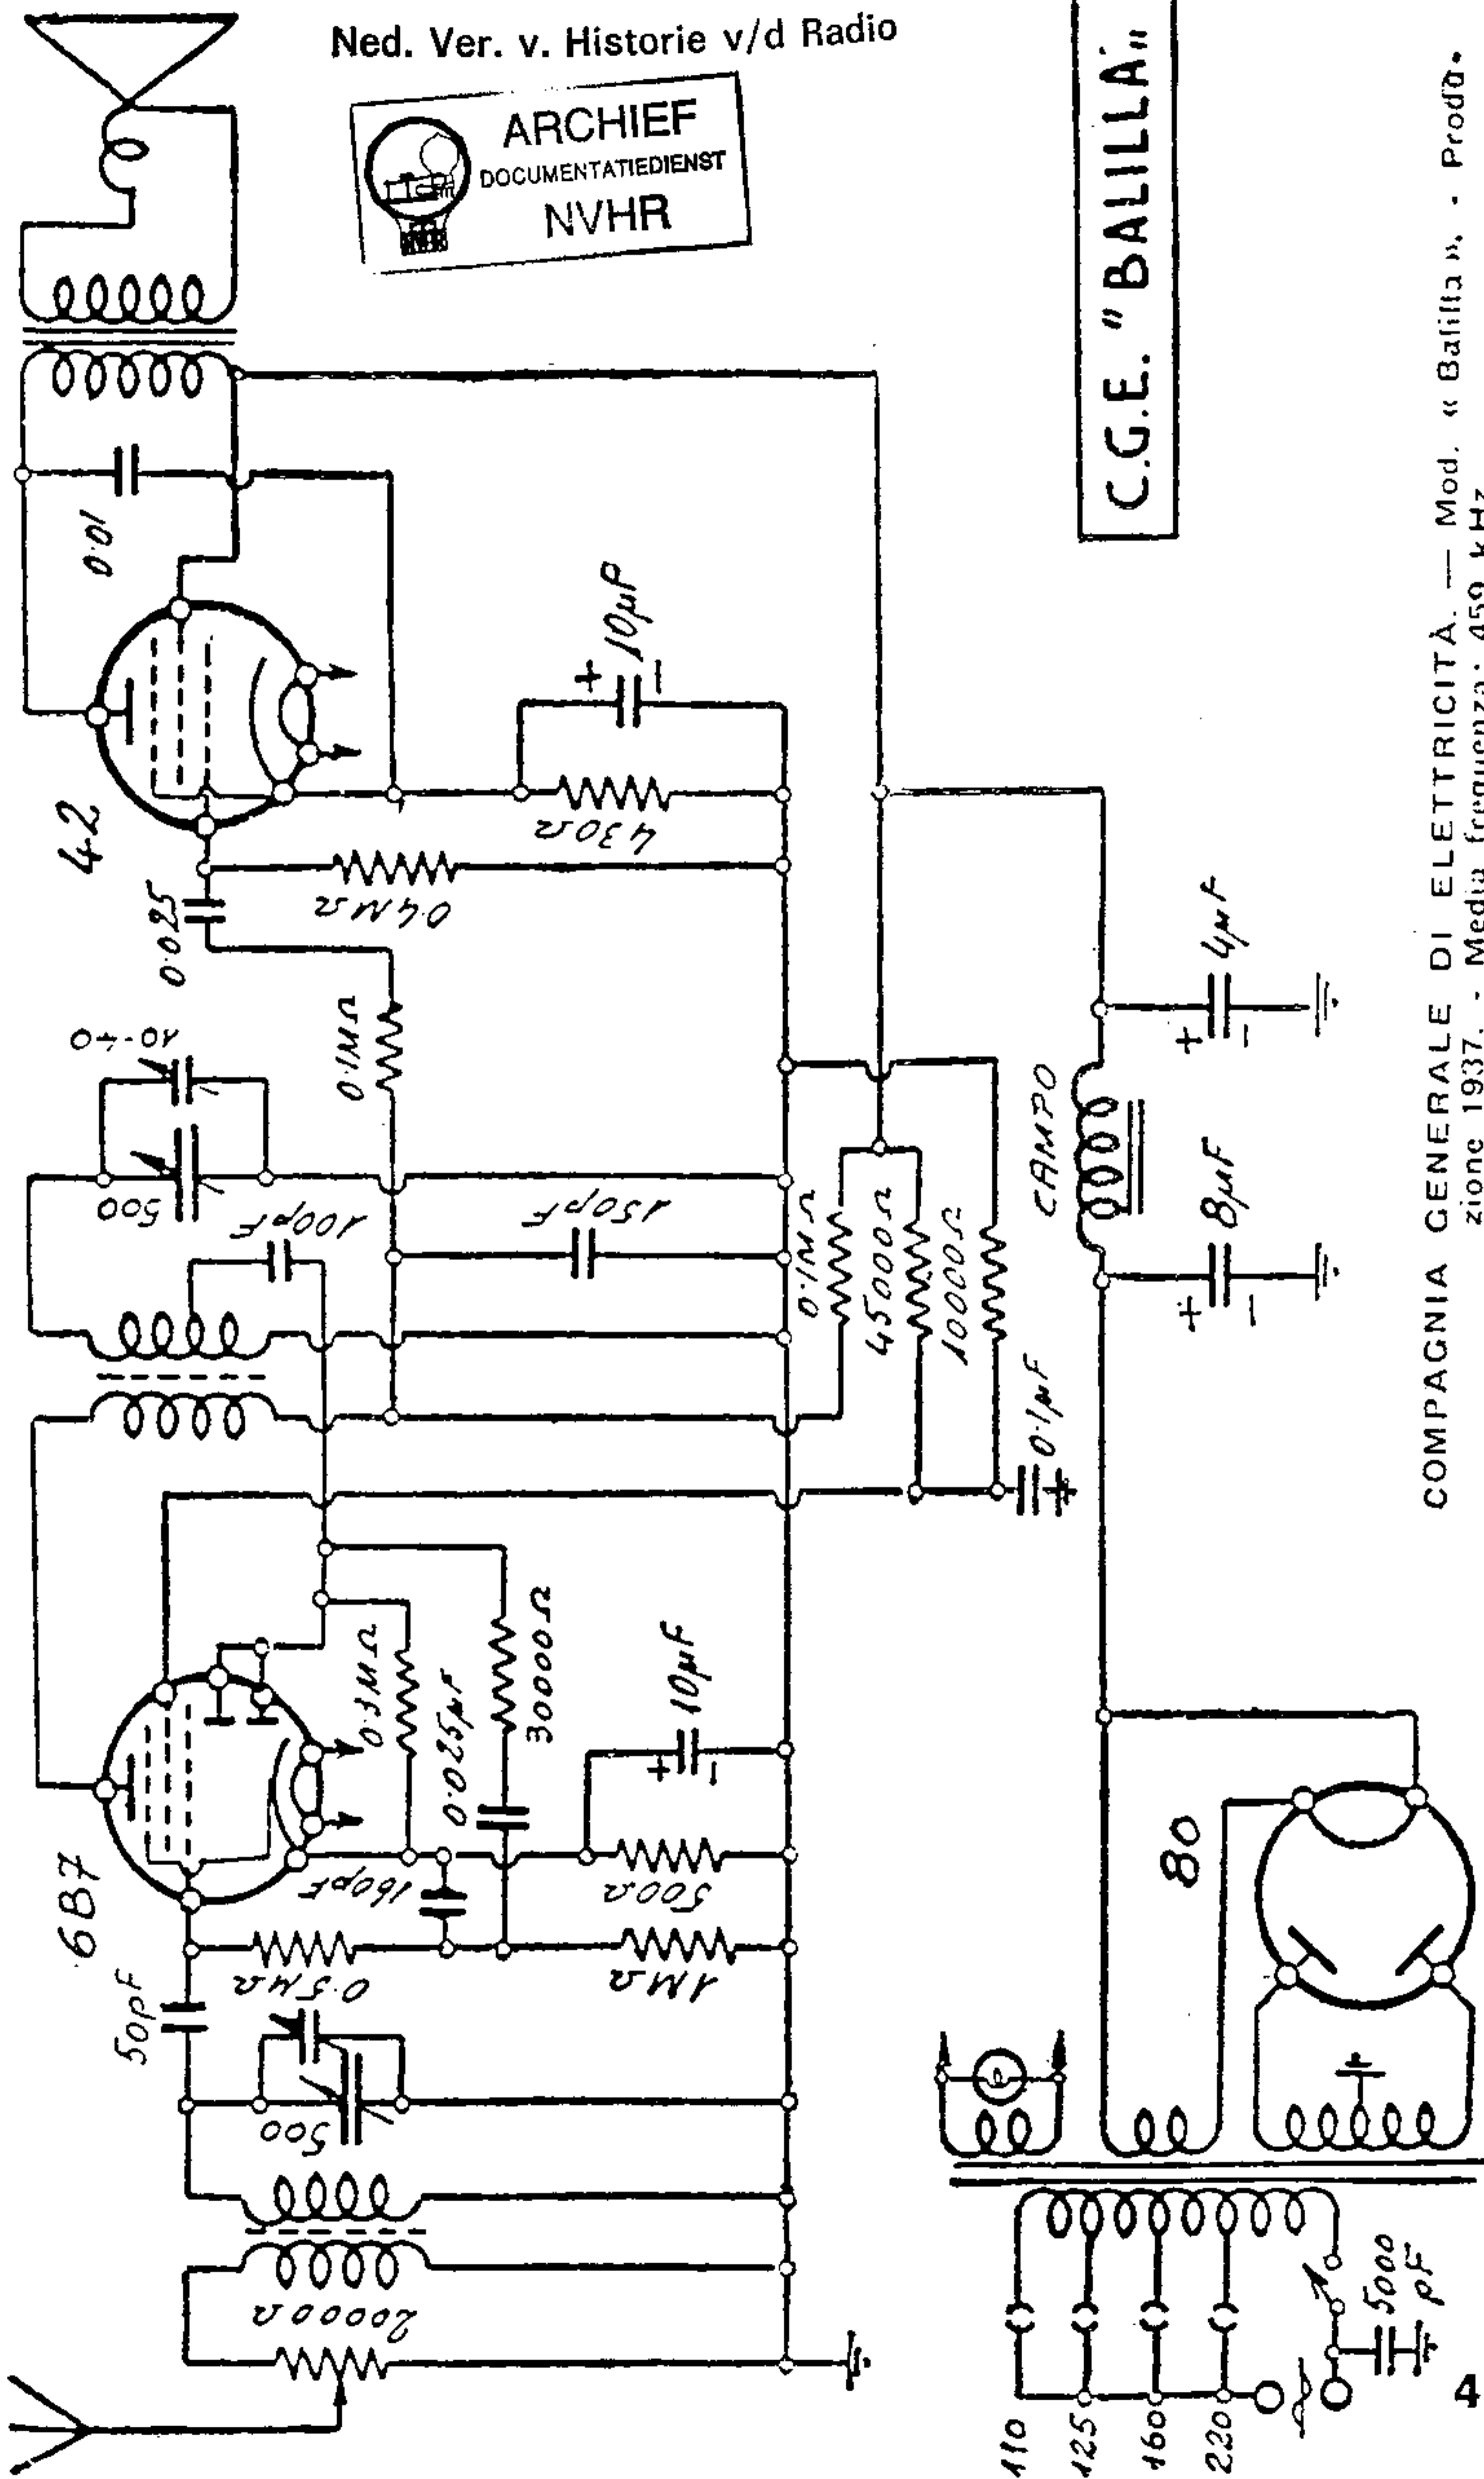 Ned. Ver. v. Historie v/d Radio
ARCHIEF
DOCUMENTATIEDIENST
NVHR
C.G.E. "BALILLA"
COMPAGNIA GENERALE DI ELETTRICITÀ. — Mod. « Balilla ». - Produ-
zione 1937. - Media frequenza: 459 kHz
0.01
42
10µF
430Ω
0.025
0.4MΩ
10-40
0.1MΩ
500
100pF
150pF
0.1MΩ
45000Ω
10000Ω
0.1µF
CAMPO
4µF
8µF
6B7
0.3MΩ
0.025µF
30000Ω
10µF
160pF
500Ω
50pF
0.5MΩ
1MΩ
500
20000Ω
80
110
125
160
220
5000
pF
4